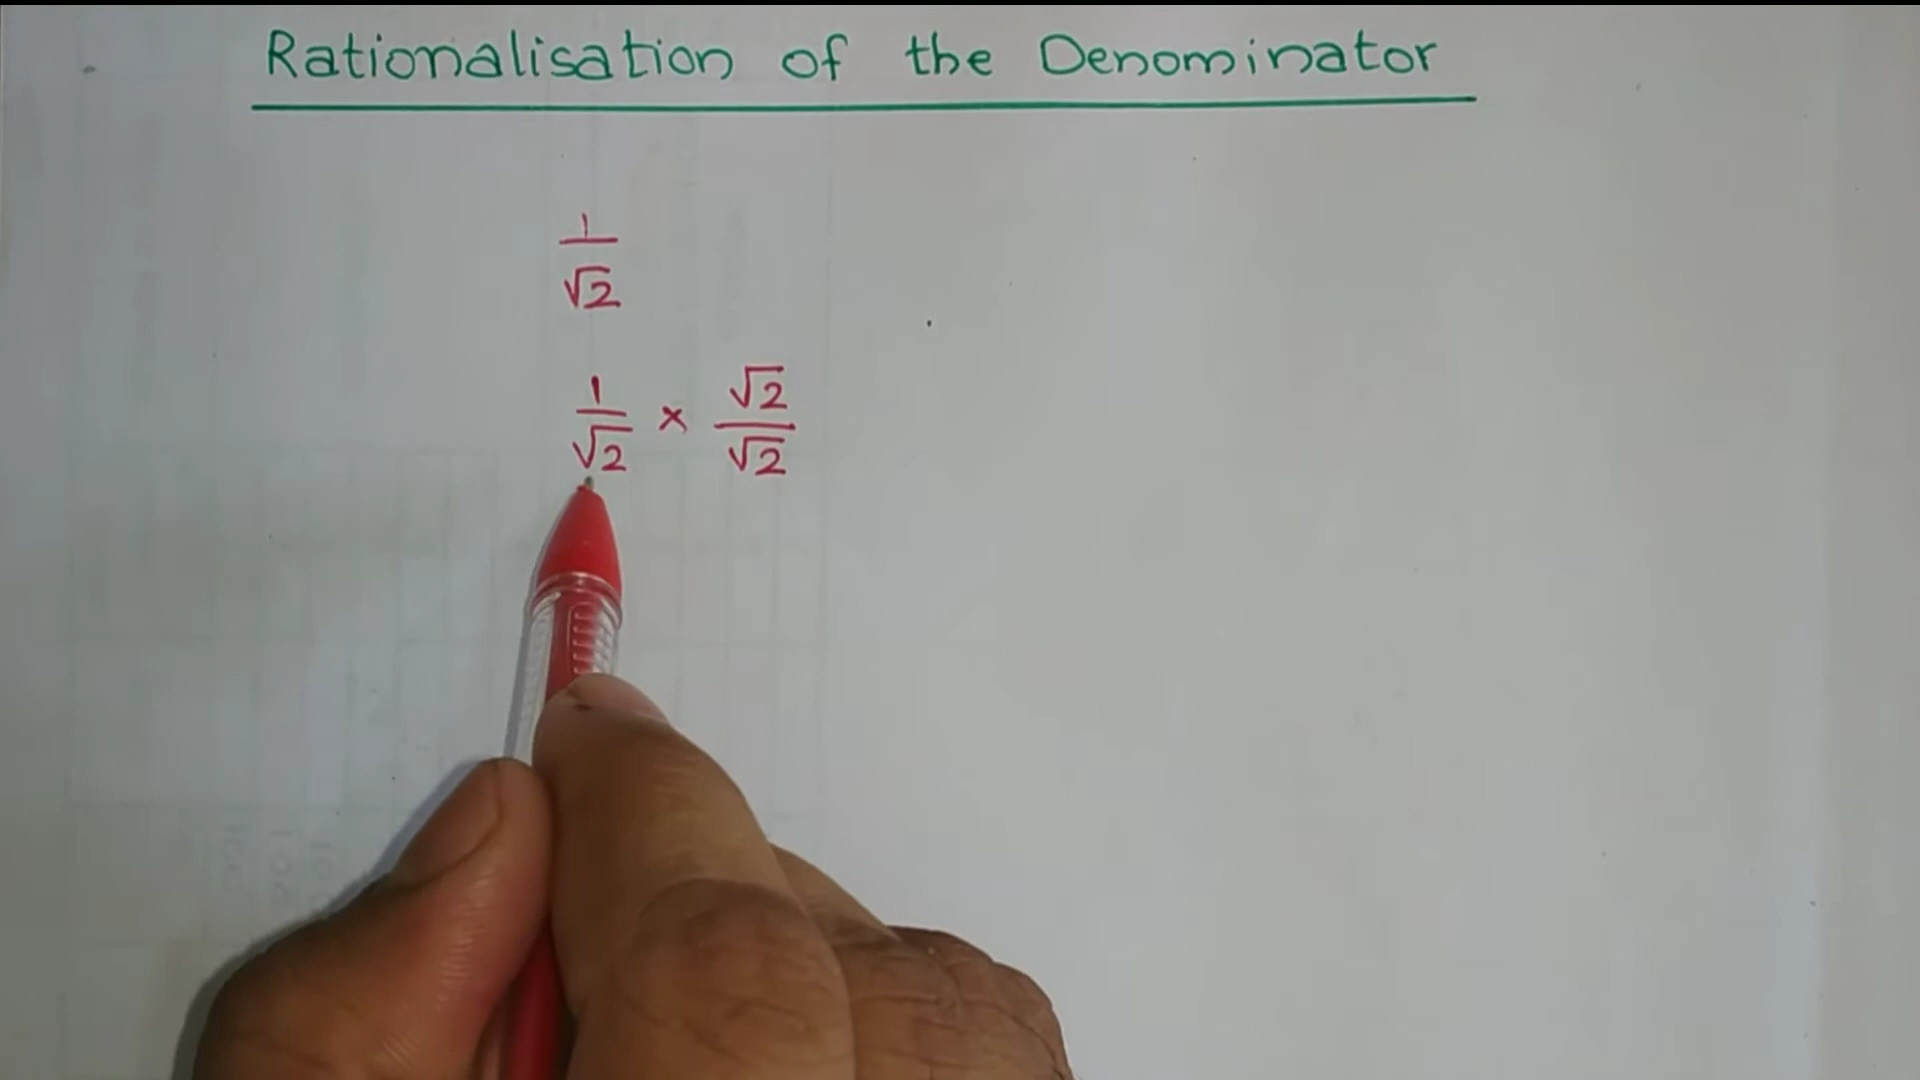 Rationalisation of the Denominator
1/√2
1/√2 × √2/√2